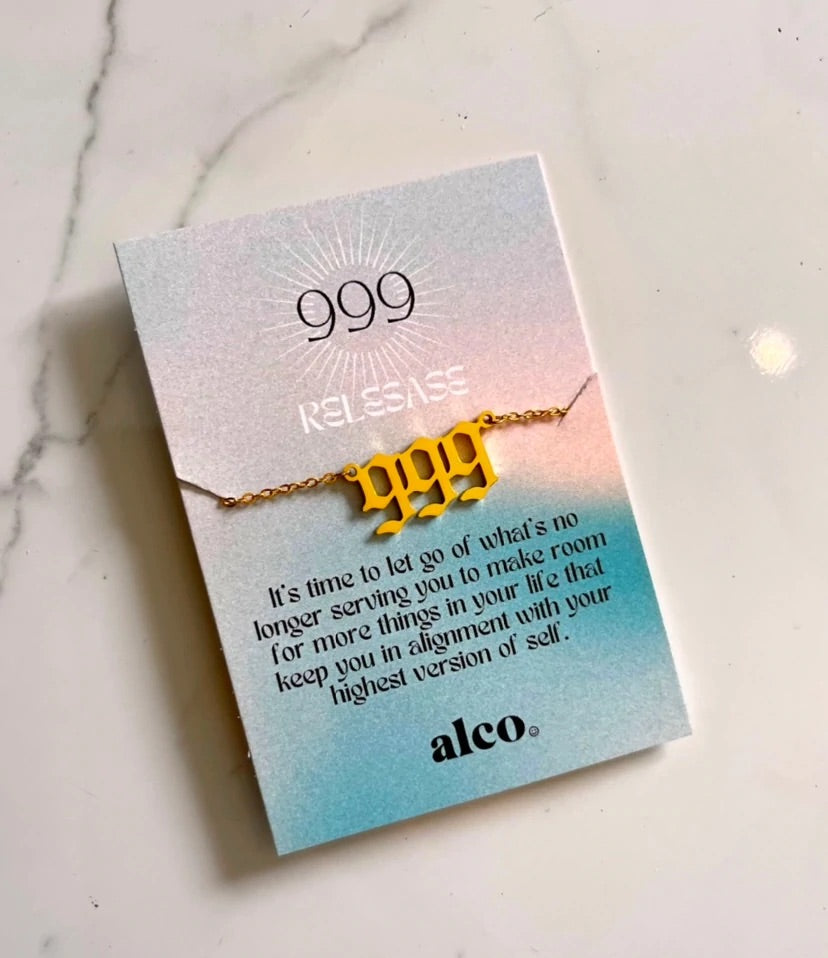 999
RELESASE
999
It's time to let go of what's no
longer serving you to make room
for more things in your life that
keep you in alignment with your
highest version of self.
alco.